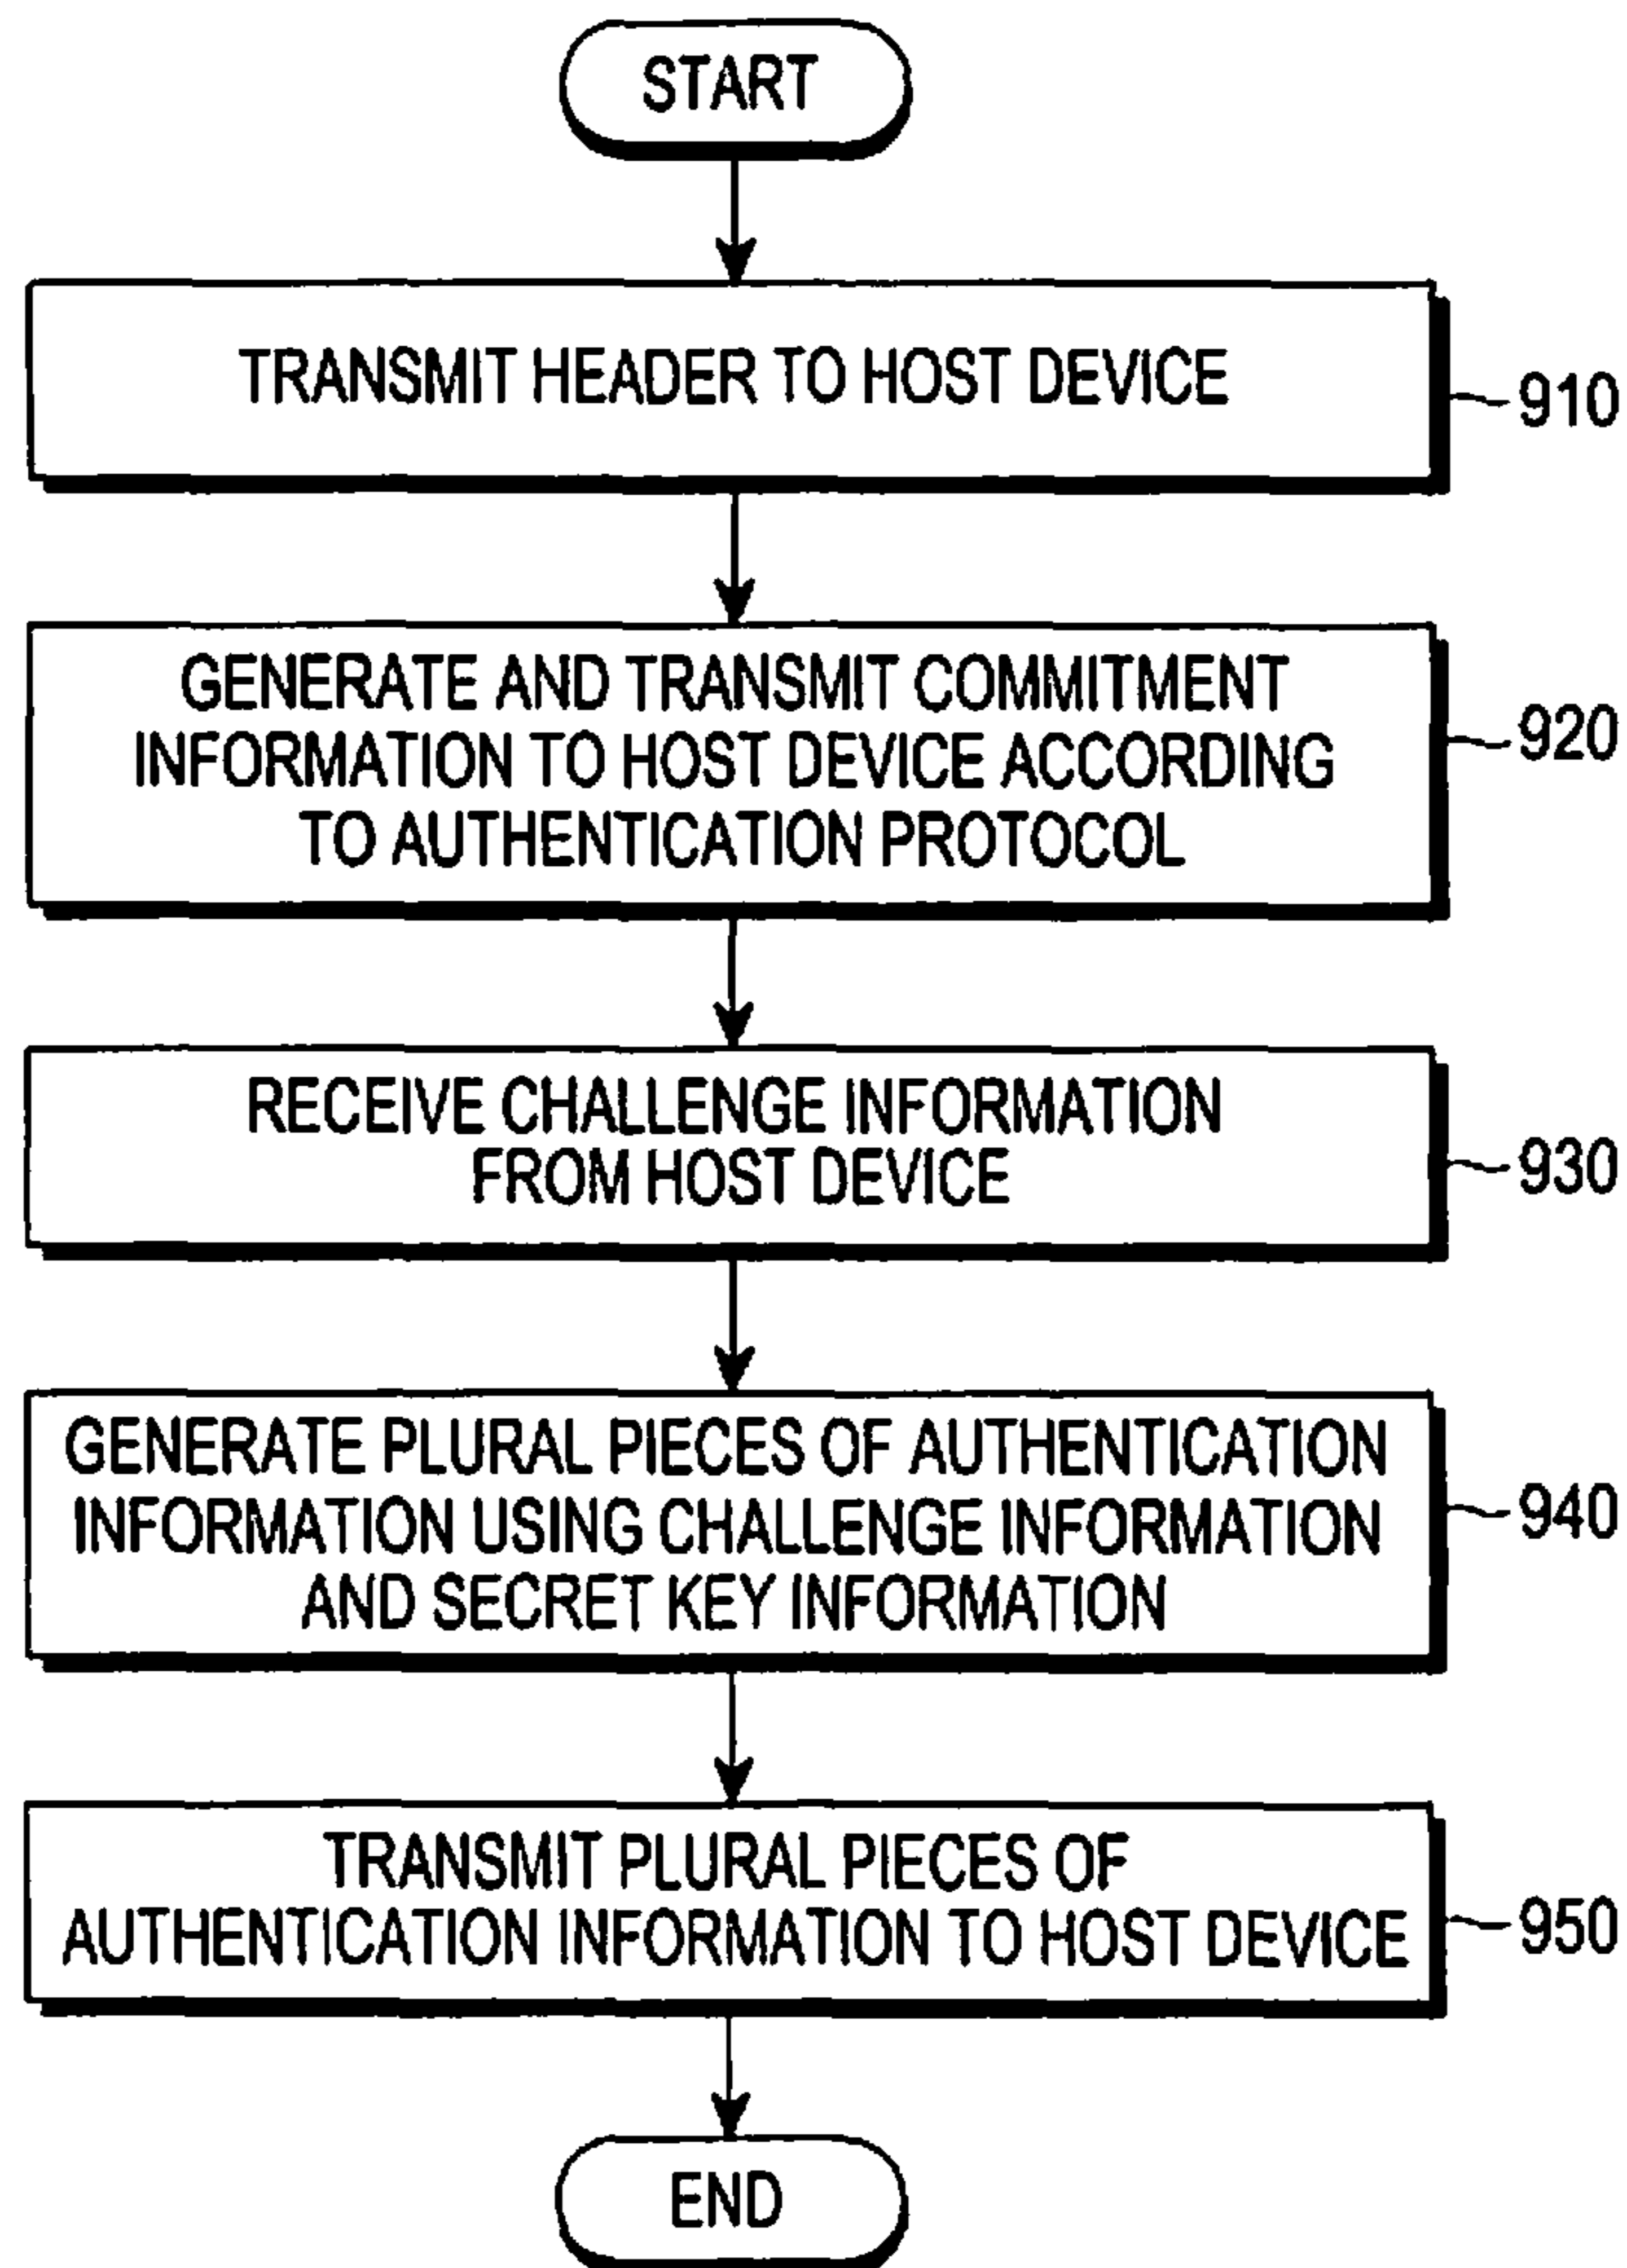 START
TRANSMIT HEADER TO HOST DEVICE
910
GENERATE AND TRANSMIT COMMITMENT
INFORMATION TO HOST DEVICE ACCORDING
TO AUTHENTICATION PROTOCOL
920
RECEIVE CHALLENGE INFORMATION
FROM HOST DEVICE
930
GENERATE PLURAL PIECES OF AUTHENTICATION
INFORMATION USING CHALLENGE INFORMATION
AND SECRET KEY INFORMATION
940
TRANSMIT PLURAL PIECES OF
AUTHENTICATION INFORMATION TO HOST DEVICE
950
END